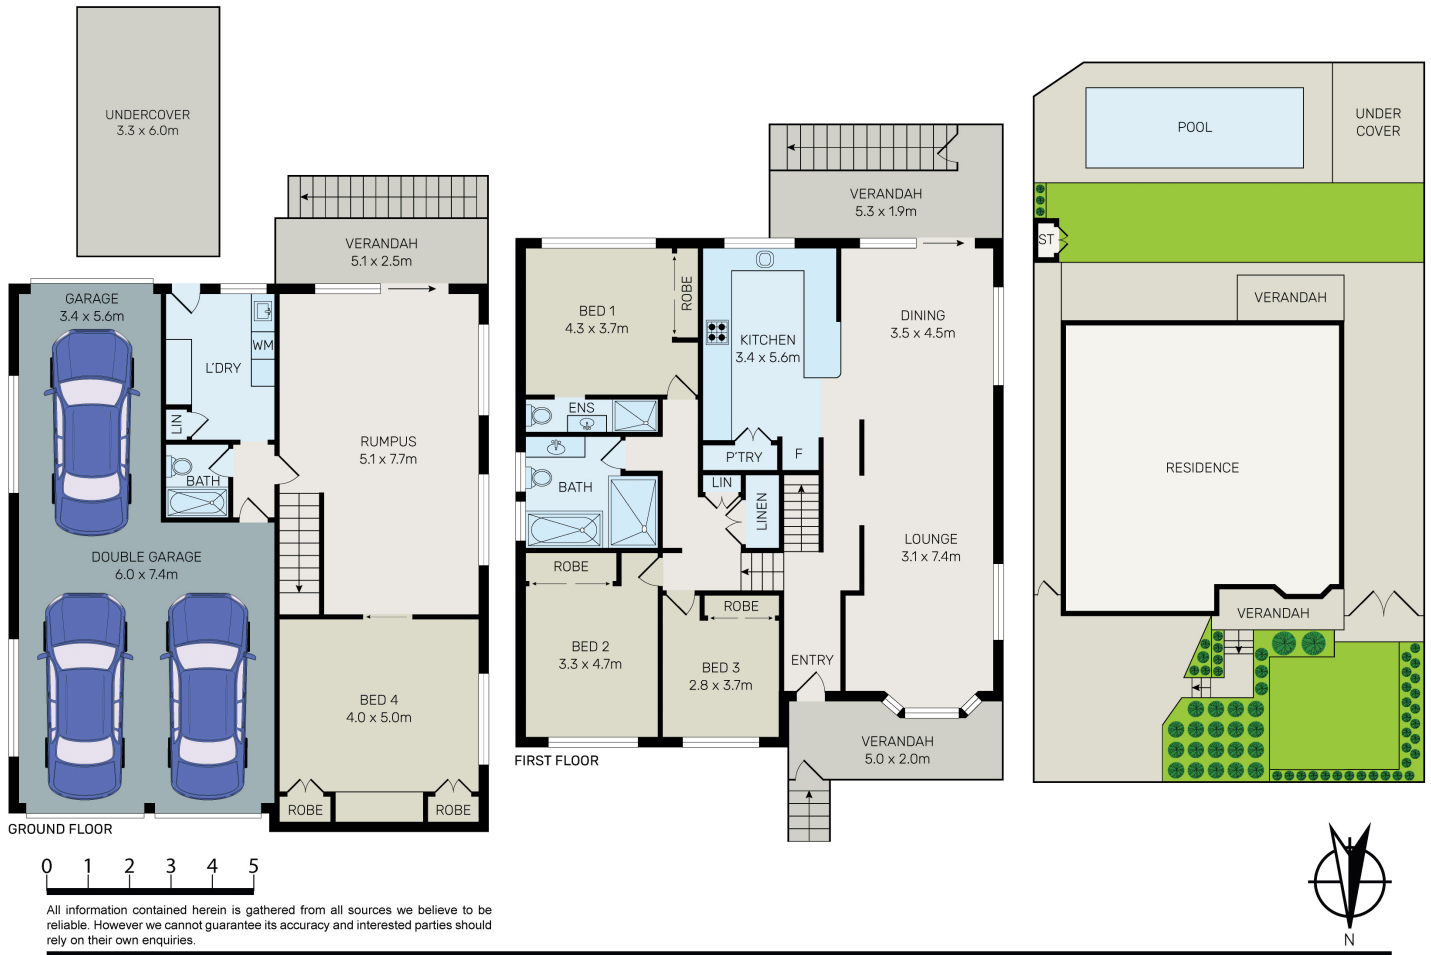 UNDERCOVER
3.3 x 6.0m
VERANDAH
5.1 x 2.5m
GARAGE
3.4 x 5.6m
WM
L'DRY
LIN
BATH
RUMPUS
5.1 x 7.7m
DOUBLE GARAGE
6.0 x 7.4m
BED 4
4.0 x 5.0m
ROBE
ROBE
GROUND FLOOR
VERANDAH
5.3 x 1.9m
BED 1
4.3 x 3.7m
ROBE
KITCHEN
3.4 x 5.6m
DINING
3.5 x 4.5m
ENS
P'TRY
F
BATH
LIN
LINEN
LOUNGE
3.1 x 7.4m
ROBE
BED 2
3.3 x 4.7m
ROBE
BED 3
2.8 x 3.7m
ENTRY
VERANDAH
5.0 x 2.0m
FIRST FLOOR
POOL
UNDER
COVER
ST
VERANDAH
RESIDENCE
VERANDAH
N
0 1 2 3 4 5
All information contained herein is gathered from all sources we believe to be
reliable. However we cannot guarantee its accuracy and interested parties should
rely on their own enquiries.